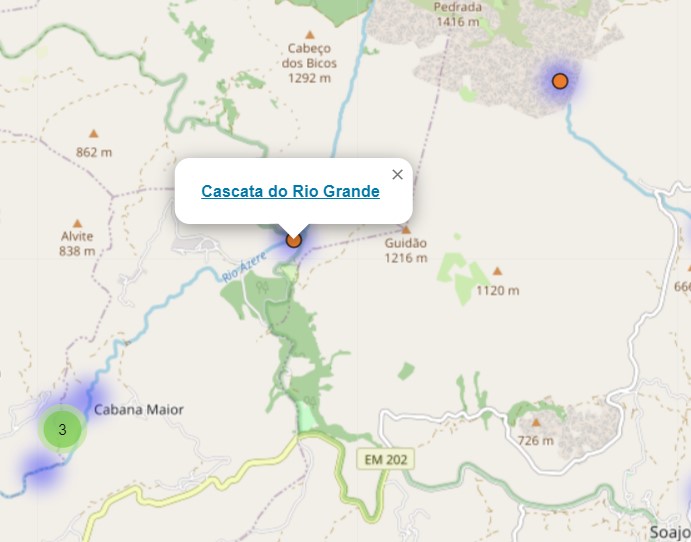 Pedrada
1416 m
Cabeço
dos Bicos
1292 m
862 m
×
Cascata do Rio Grande
Alvite
838 m
Guidão
1216 m
Rio Azere
1120 m
Cabana Maior
3
726 m
EM 202
Soajo